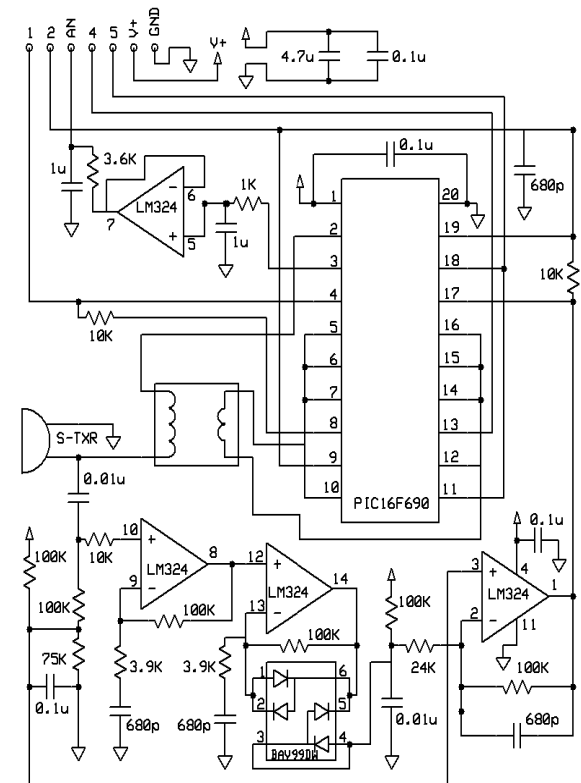 1 2 AN 4 5 V+ GND
V+
4.7u 0.1u
0.1u
3.6K
1u
LM324
6
7
5
+
−
1K
1u
680p
1 20
2 19
3 18
4 17
5 16
6 15
7 14
8 13
9 12
10 11
PIC16F690
10K
10K
S-TXR
0.01u
100K
10K
10 + 8
LM324
9 −
12 + 14
LM324
13 −
0.1u
3 + 4
LM324 1
2 − 11
100K
100K
100K
100K
75K
3.9K
3.9K
24K
100K
0.1u
680p
680p
1 6
2 5
3 4
BAV99DW
0.01u
680p